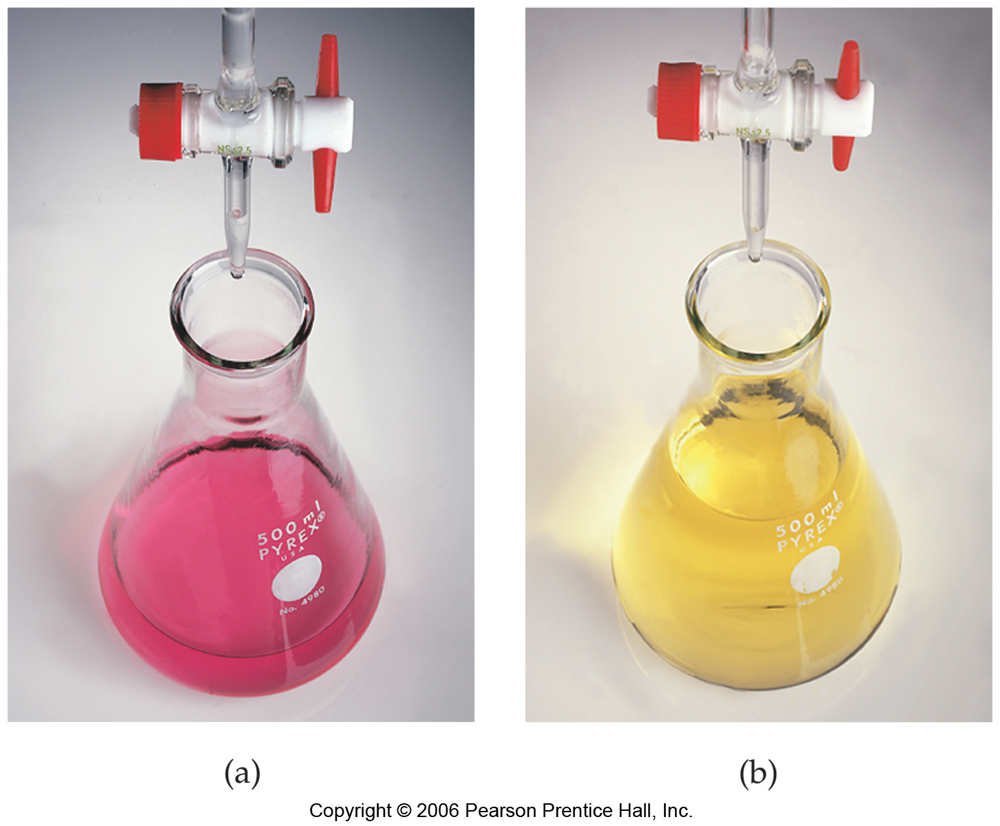 NS 12.5
NS 12.5
500 ml
PYREX®
USA
No. 4980
500 ml
PYREX®
USA
No. 4980
(a)
(b)
Copyright © 2006 Pearson Prentice Hall, Inc.